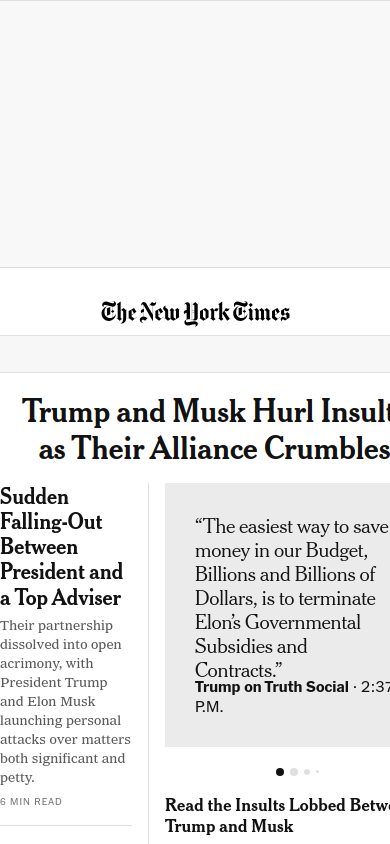 The New York Times
Trump and Musk Hurl Insult
as Their Alliance Crumbles
Sudden
Falling-Out
Between
President and
a Top Adviser
Their partnership
dissolved into open
acrimony, with
President Trump
and Elon Musk
launching personal
attacks over matters
both significant and
petty.
6 MIN READ
“The easiest way to save
money in our Budget,
Billions and Billions of
Dollars, is to terminate
Elon’s Governmental
Subsidies and
Contracts.”
Trump on Truth Social · 2:37
P.M.
Read the Insults Lobbed Betwe
Trump and Musk